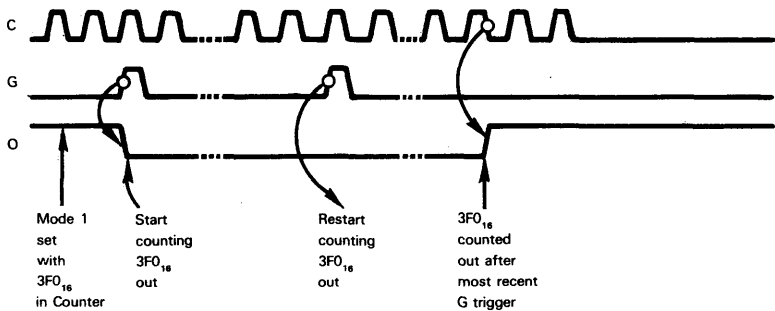 C
G
O
Mode 1
set
with
3F0₁₆
in Counter
Start
counting
3F0₁₆
out
Restart
counting
3F0₁₆
out
3F0₁₆
counted
out after
most recent
G trigger